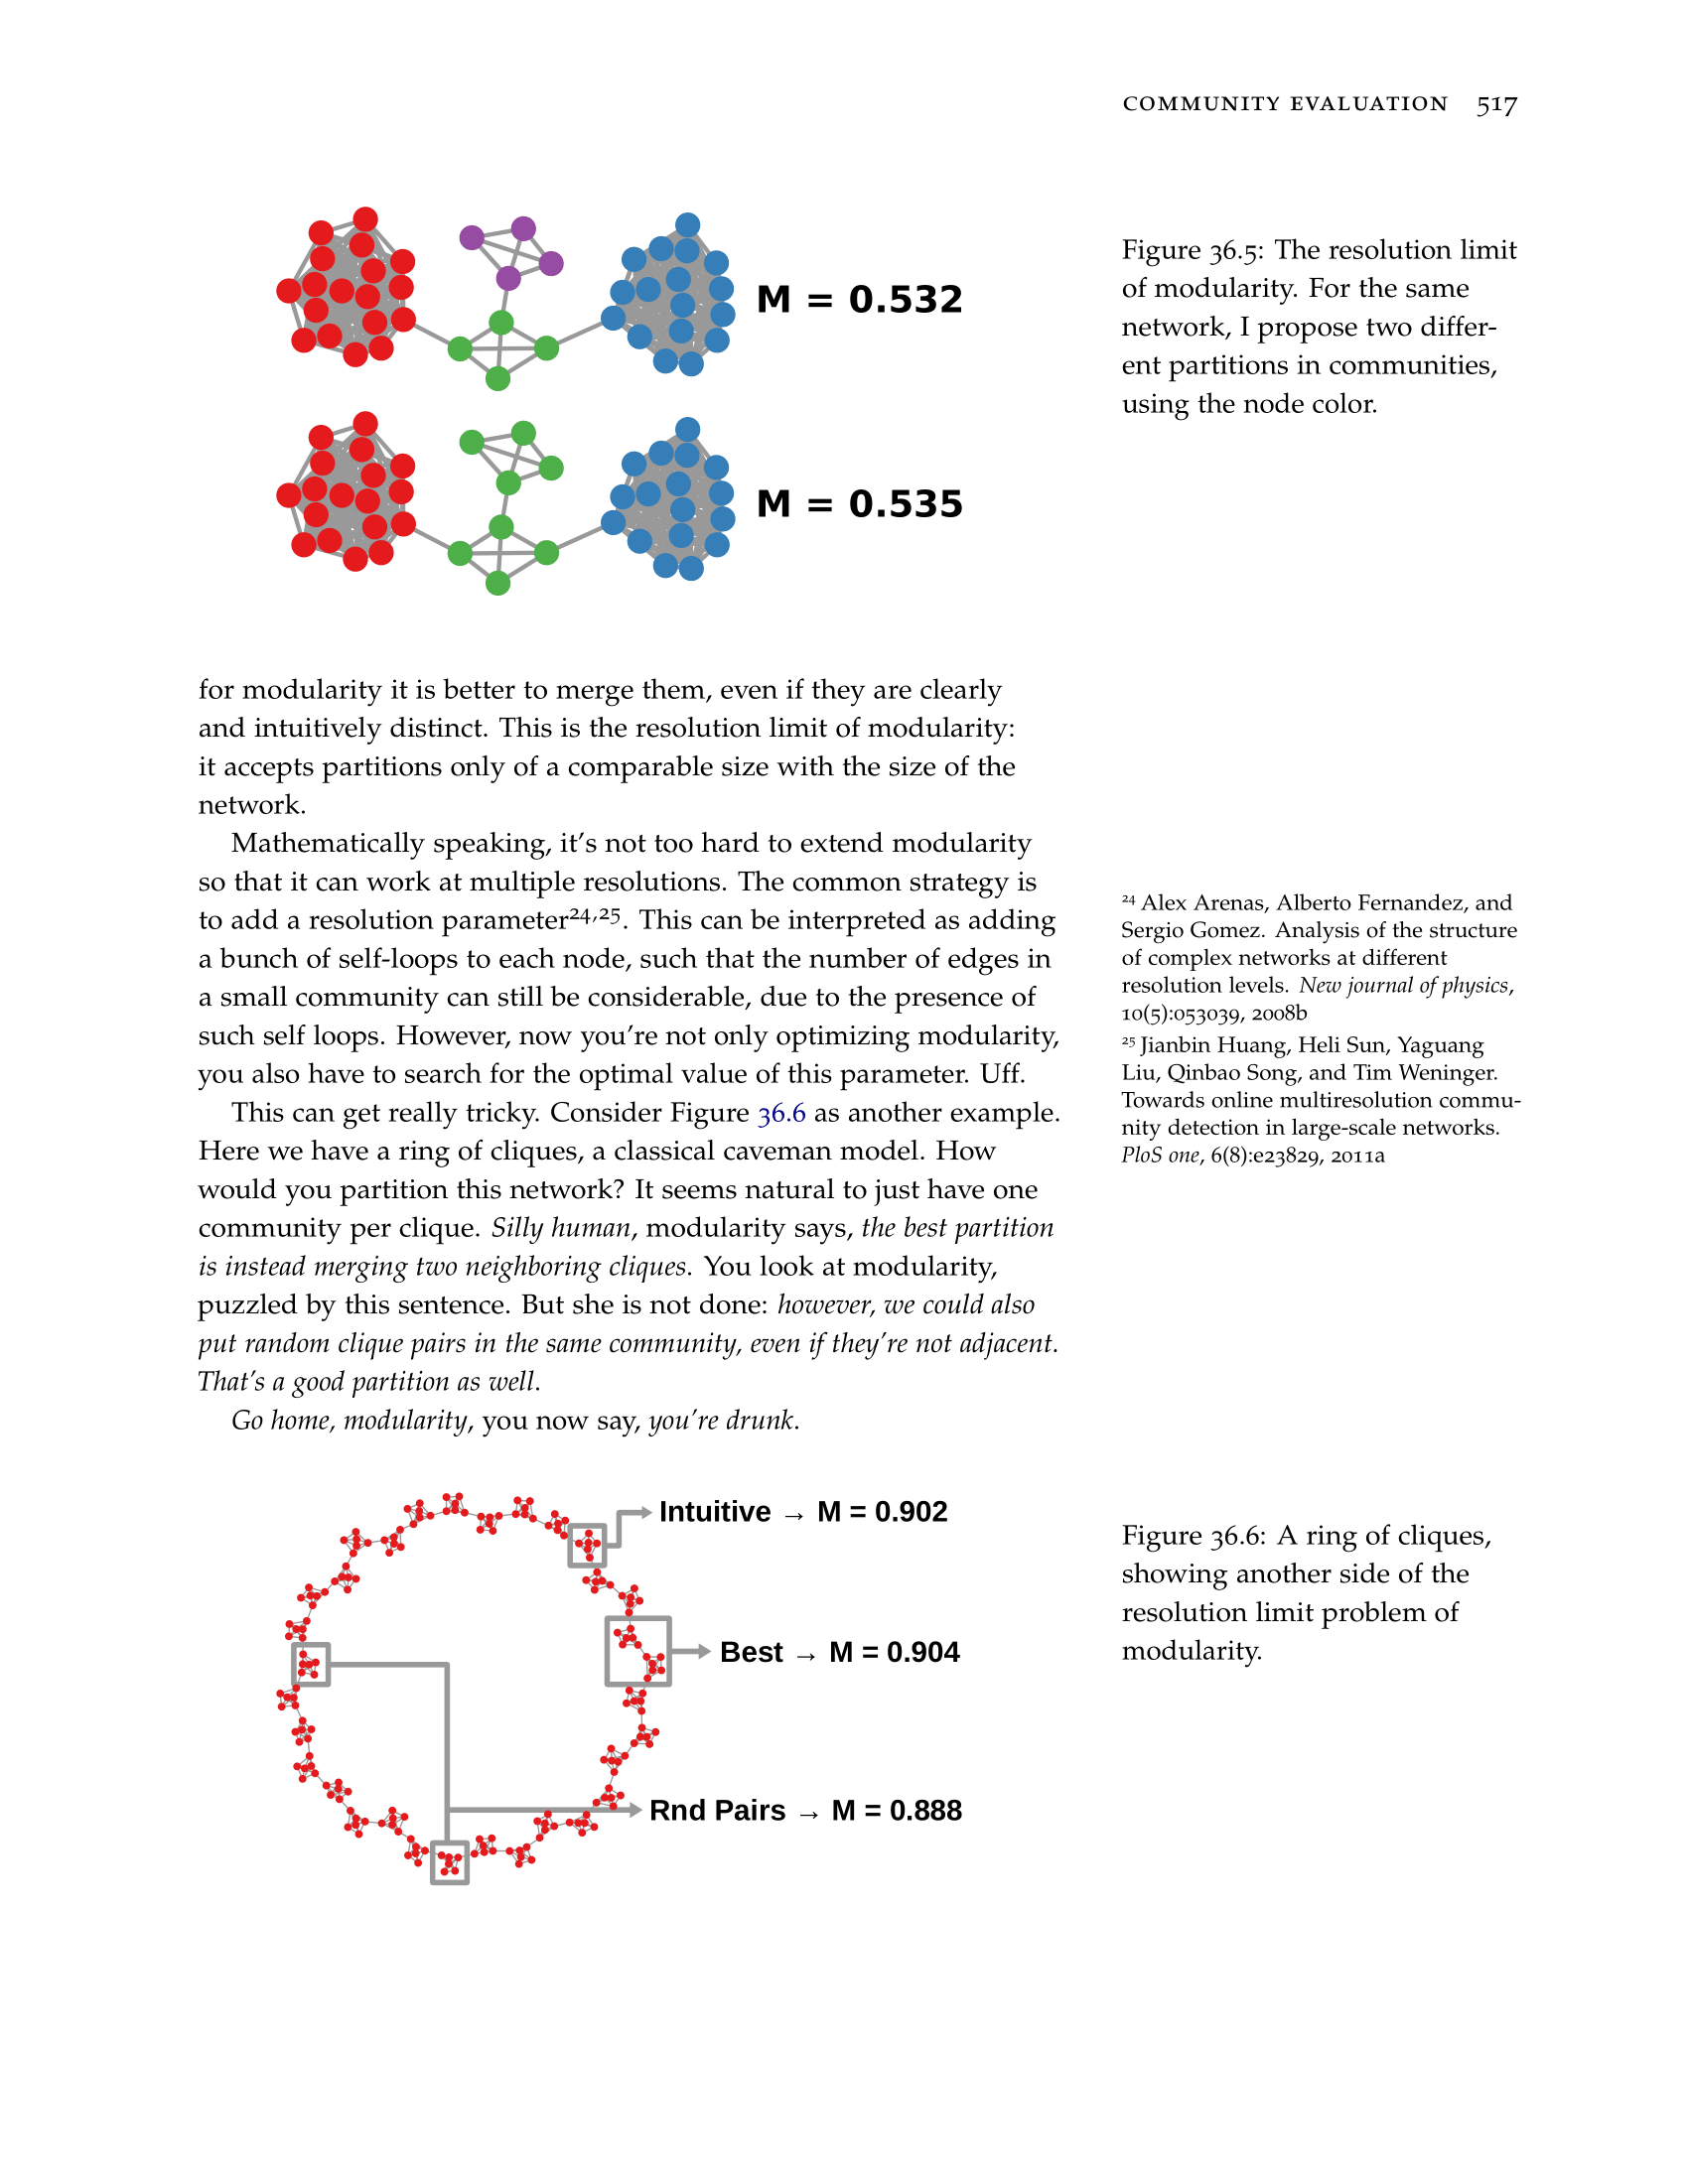 COMMUNITY EVALUATION 517
M = 0.532
M = 0.535
Figure 36.5: The resolution limit
of modularity. For the same
network, I propose two differ-
ent partitions in communities,
using the node color.
for modularity it is better to merge them, even if they are clearly
and intuitively distinct. This is the resolution limit of modularity:
it accepts partitions only of a comparable size with the size of the
network.
Mathematically speaking, it's not too hard to extend modularity
so that it can work at multiple resolutions. The common strategy is
to add a resolution parameter24,25. This can be interpreted as adding
a bunch of self-loops to each node, such that the number of edges in
a small community can still be considerable, due to the presence of
such self loops. However, now you're not only optimizing modularity,
you also have to search for the optimal value of this parameter. Uff.
24 Alex Arenas, Alberto Fernandez, and
Sergio Gomez. Analysis of the structure
of complex networks at different
resolution levels. New journal of physics,
10(5):053039, 2008b
25 Jianbin Huang, Heli Sun, Yaguang
Liu, Qinbao Song, and Tim Weninger.
Towards online multiresolution commu-
nity detection in large-scale networks.
PloS one, 6(8):e23829, 2011a
This can get really tricky. Consider Figure 36.6 as another example.
Here we have a ring of cliques, a classical caveman model. How
would you partition this network? It seems natural to just have one
community per clique. Silly human, modularity says, the best partition
is instead merging two neighboring cliques. You look at modularity,
puzzled by this sentence. But she is not done: however, we could also
put random clique pairs in the same community, even if they're not adjacent.
That's a good partition as well.
Go home, modularity, you now say, you're drunk.
Intuitive → M = 0.902
Best → M = 0.904
Rnd Pairs → M = 0.888
Figure 36.6: A ring of cliques,
showing another side of the
resolution limit problem of
modularity.